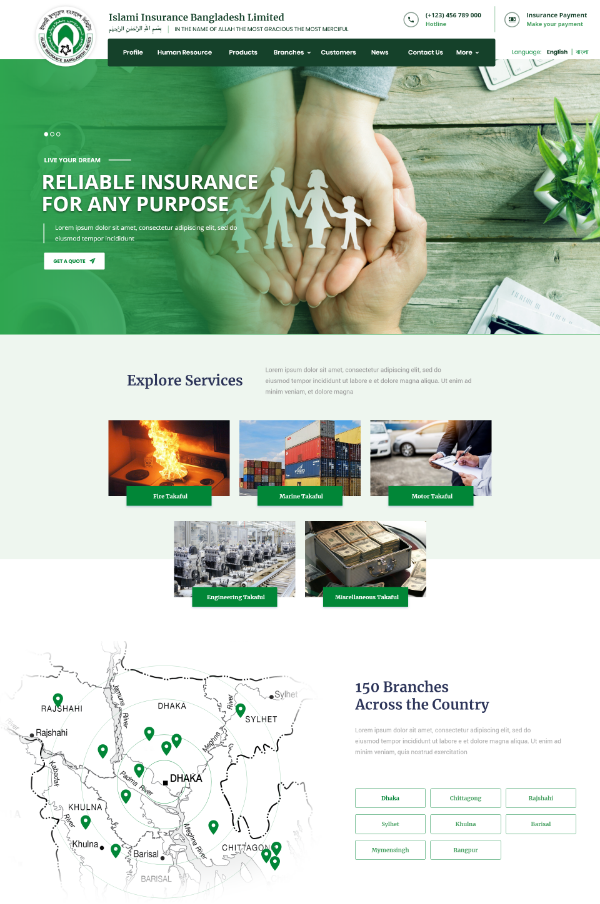 Islami Insurance Bangladesh Limited
بسم الله الرحمن الرحيم | IN THE NAME OF ALLAH THE MOST GRACIOUS THE MOST MERCIFUL
(+123) 456 789 000
Hotline
Insurance Payment
Make your payment
Profile Human Resource Products Branches Customers News Contact Us More
Language: English | বাংলা
LIVE YOUR DREAM
RELIABLE INSURANCE
FOR ANY PURPOSE
Lorem ipsum dolor sit amet, consectetur adipiscing elit, sed do
eiusmod tempor incididunt
GET A QUOTE
Explore Services
Lorem ipsum dolor sit amet, consectetur adipiscing elit, sed do
eiusmod tempor incididunt ut labore et dolore magna aliqua. Ut enim ad
minim veniam, et dolore magna
Fire Takaful
Marine Takaful
Motor Takaful
Engineering Takaful
Miscellaneous Takaful
RAJSHAHI
Rajshahi
Jamuna River
DHAKA
Meghna River
Sylhet
SYLHET
Padma River
DHAKA
KHULNA
River
Khulna
Meghna River
Barisal
BARISAL
CHITTAGON
150 Branches
Across the Country
Lorem ipsum dolor sit amet, consectetur adipiscing elit, sed do
eiusmod tempor incididunt ut labore et dolore magna aliqua. Ut enim ad
minim veniam, quis nostrud exercitation
Dhaka
Chittagong
Rajshahi
Sylhet
Khulna
Barisal
Mymensingh
Rangpur